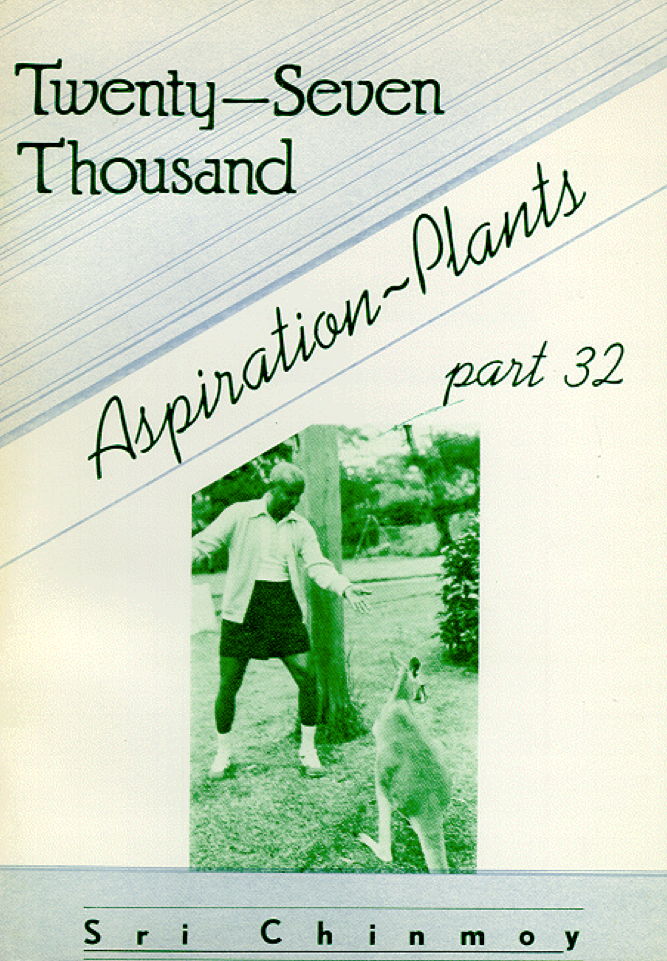 Twenty-Seven
Thousand
Aspiration~Plants
part 32
Sri Chinmoy